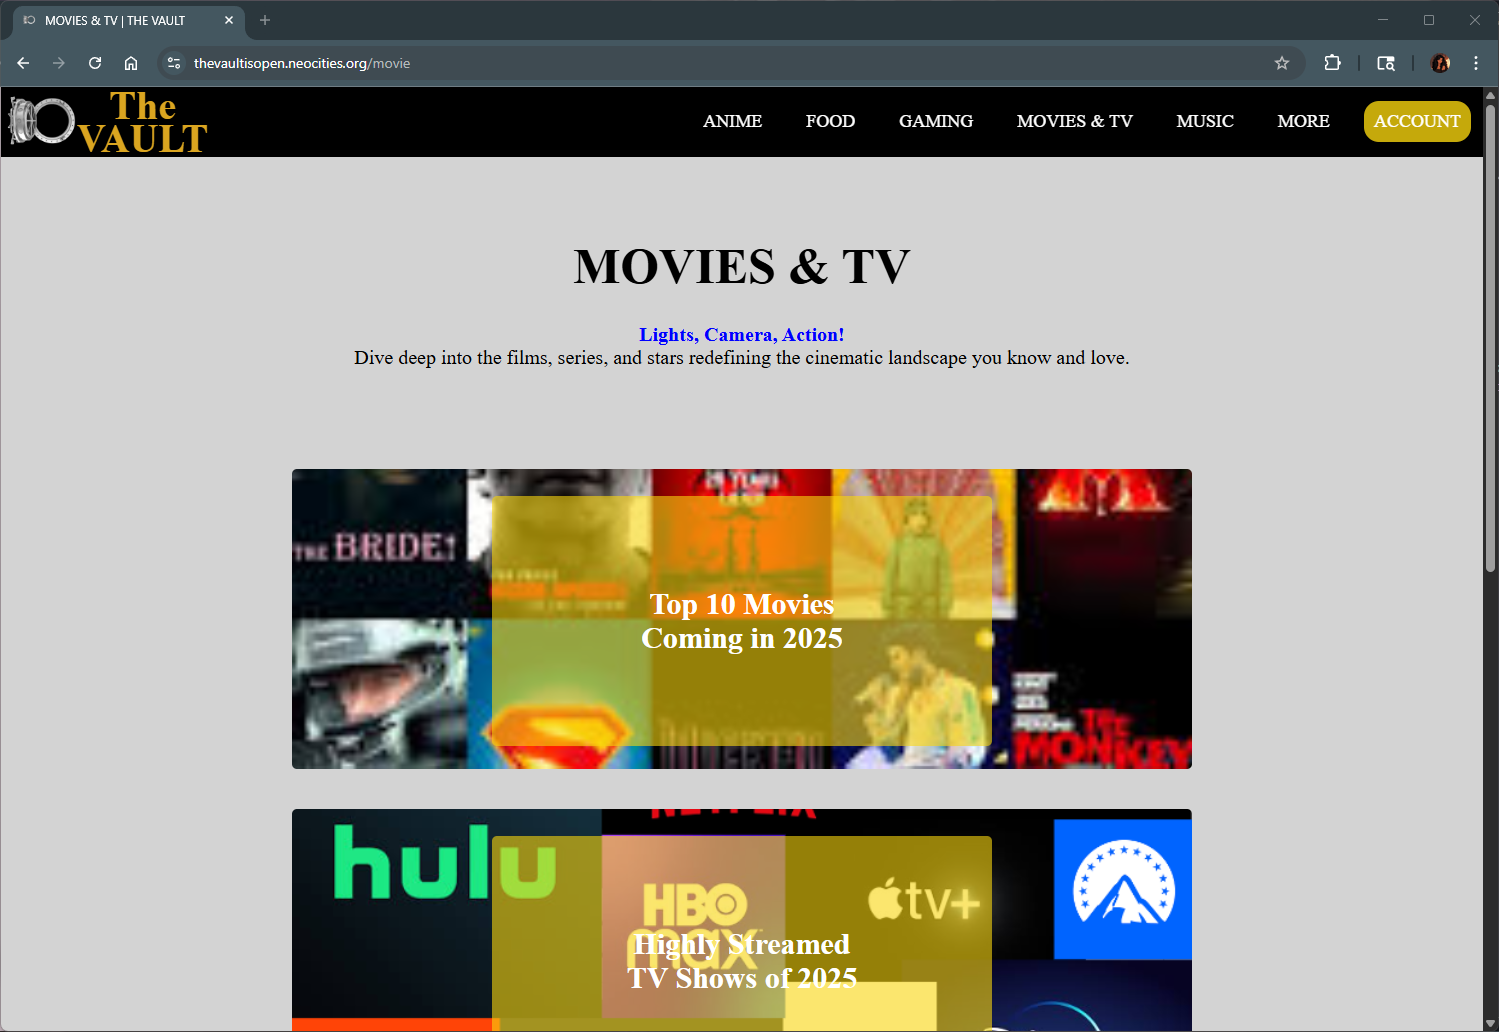 MOVIES & TV | THE VAULT
thevaultisopen.neocities.org/movie
The
VAULT
ANIME FOOD GAMING MOVIES & TV MUSIC MORE ACCOUNT
MOVIES & TV
Lights, Camera, Action!
Dive deep into the films, series, and stars redefining the cinematic landscape you know and love.
THE BRIDE!
Top 10 Movies
Coming in 2025
THE
MONKEY
NETFLIX
hulu
HBO
max
tv+
Highly Streamed
TV Shows of 2025